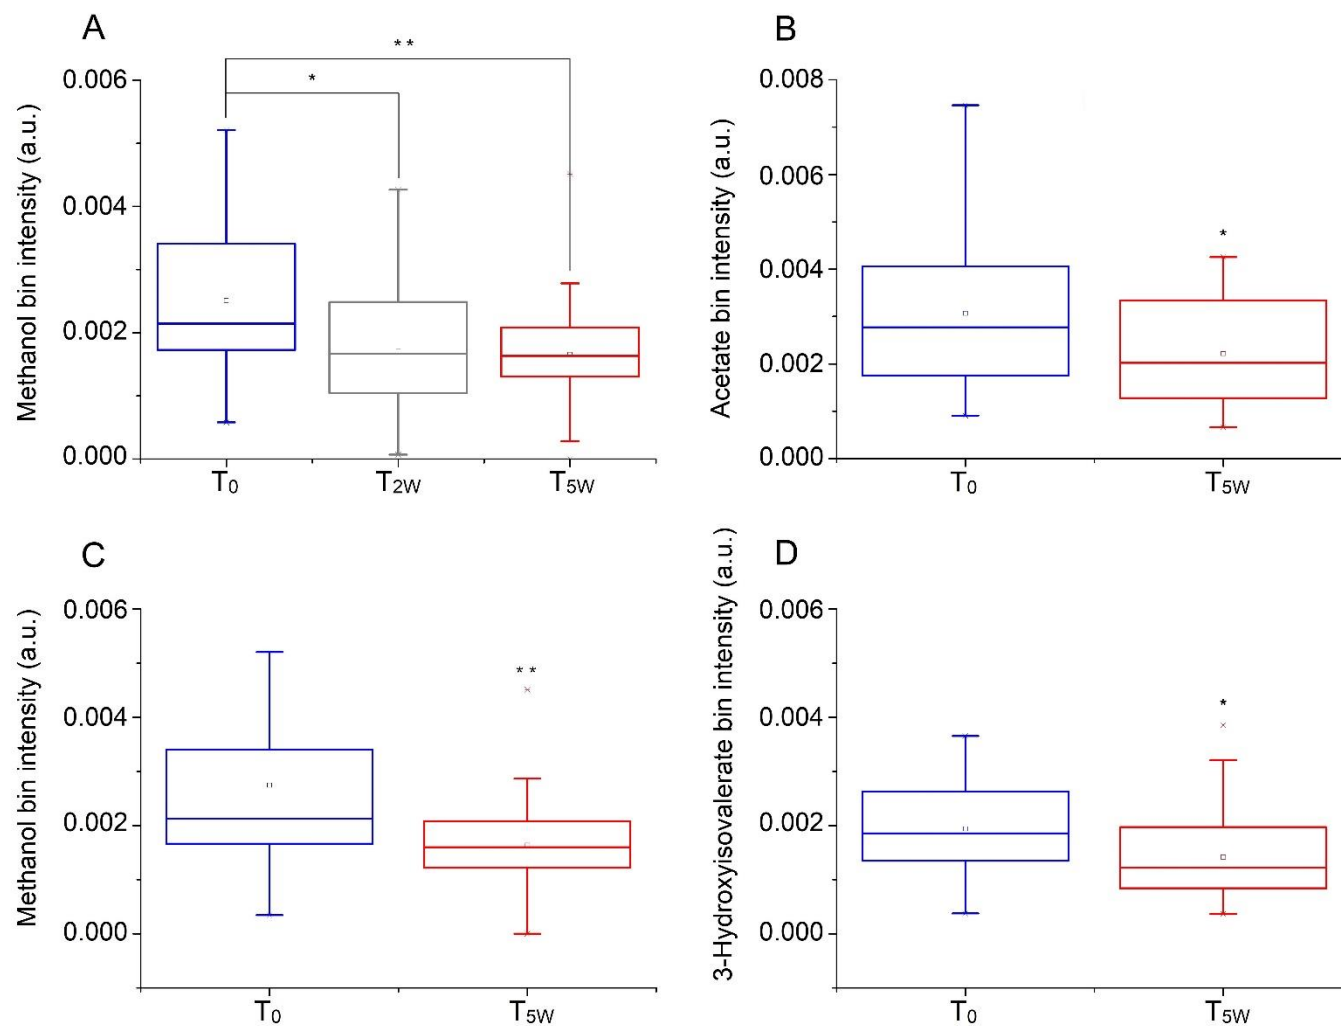 A
Methanol bin intensity (a.u.)
**
*
0.006
0.004
0.002
0.000
T0
T2W
T5W
B
Acetate bin intensity (a.u.)
0.008
0.006
0.004
0.002
0.000
*
T0
T5W
C
Methanol bin intensity (a.u.)
0.006
0.004
0.002
0.000
**
T0
T5W
D
3-Hydroxyisovalerate bin intensity (a.u.)
0.006
0.004
0.002
0.000
*
T0
T5W